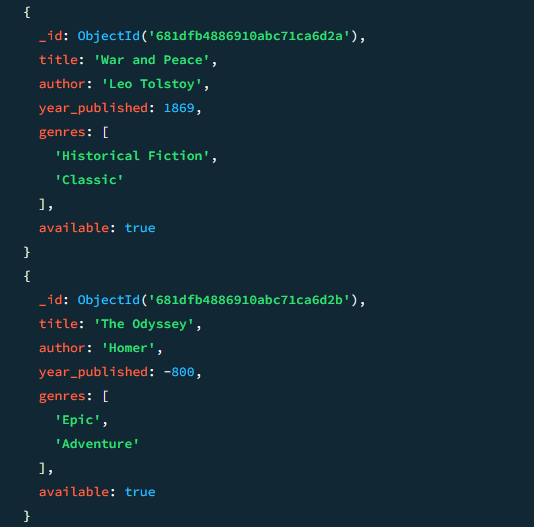 {
_id: ObjectId('681dfb4886910abc71ca6d2a'),
title: 'War and Peace',
author: 'Leo Tolstoy',
year_published: 1869,
genres: [
'Historical Fiction',
'Classic'
],
available: true
}
{
_id: ObjectId('681dfb4886910abc71ca6d2b'),
title: 'The Odyssey',
author: 'Homer',
year_published: -800,
genres: [
'Epic',
'Adventure'
],
available: true
}